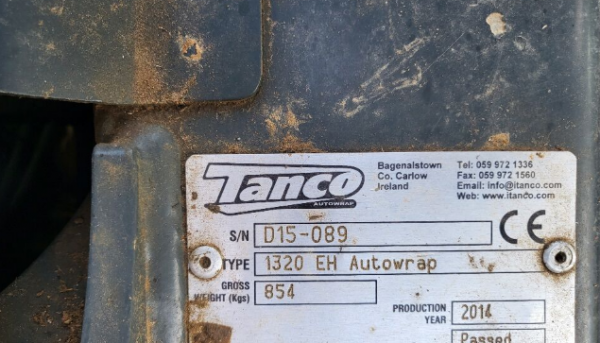 Tanco
AUTOWRAP
Bagenalstown
Co. Carlow
Ireland
Tel: 059 972 1336
Fax: 059 972 1560
Email: info@itanco.com
Web: www.itanco.com
S/N D15-089
CE
TYPE 1320 EH Autowrap
GROSS
WEIGHT (Kgs) 854
PRODUCTION
YEAR 2014
Passed